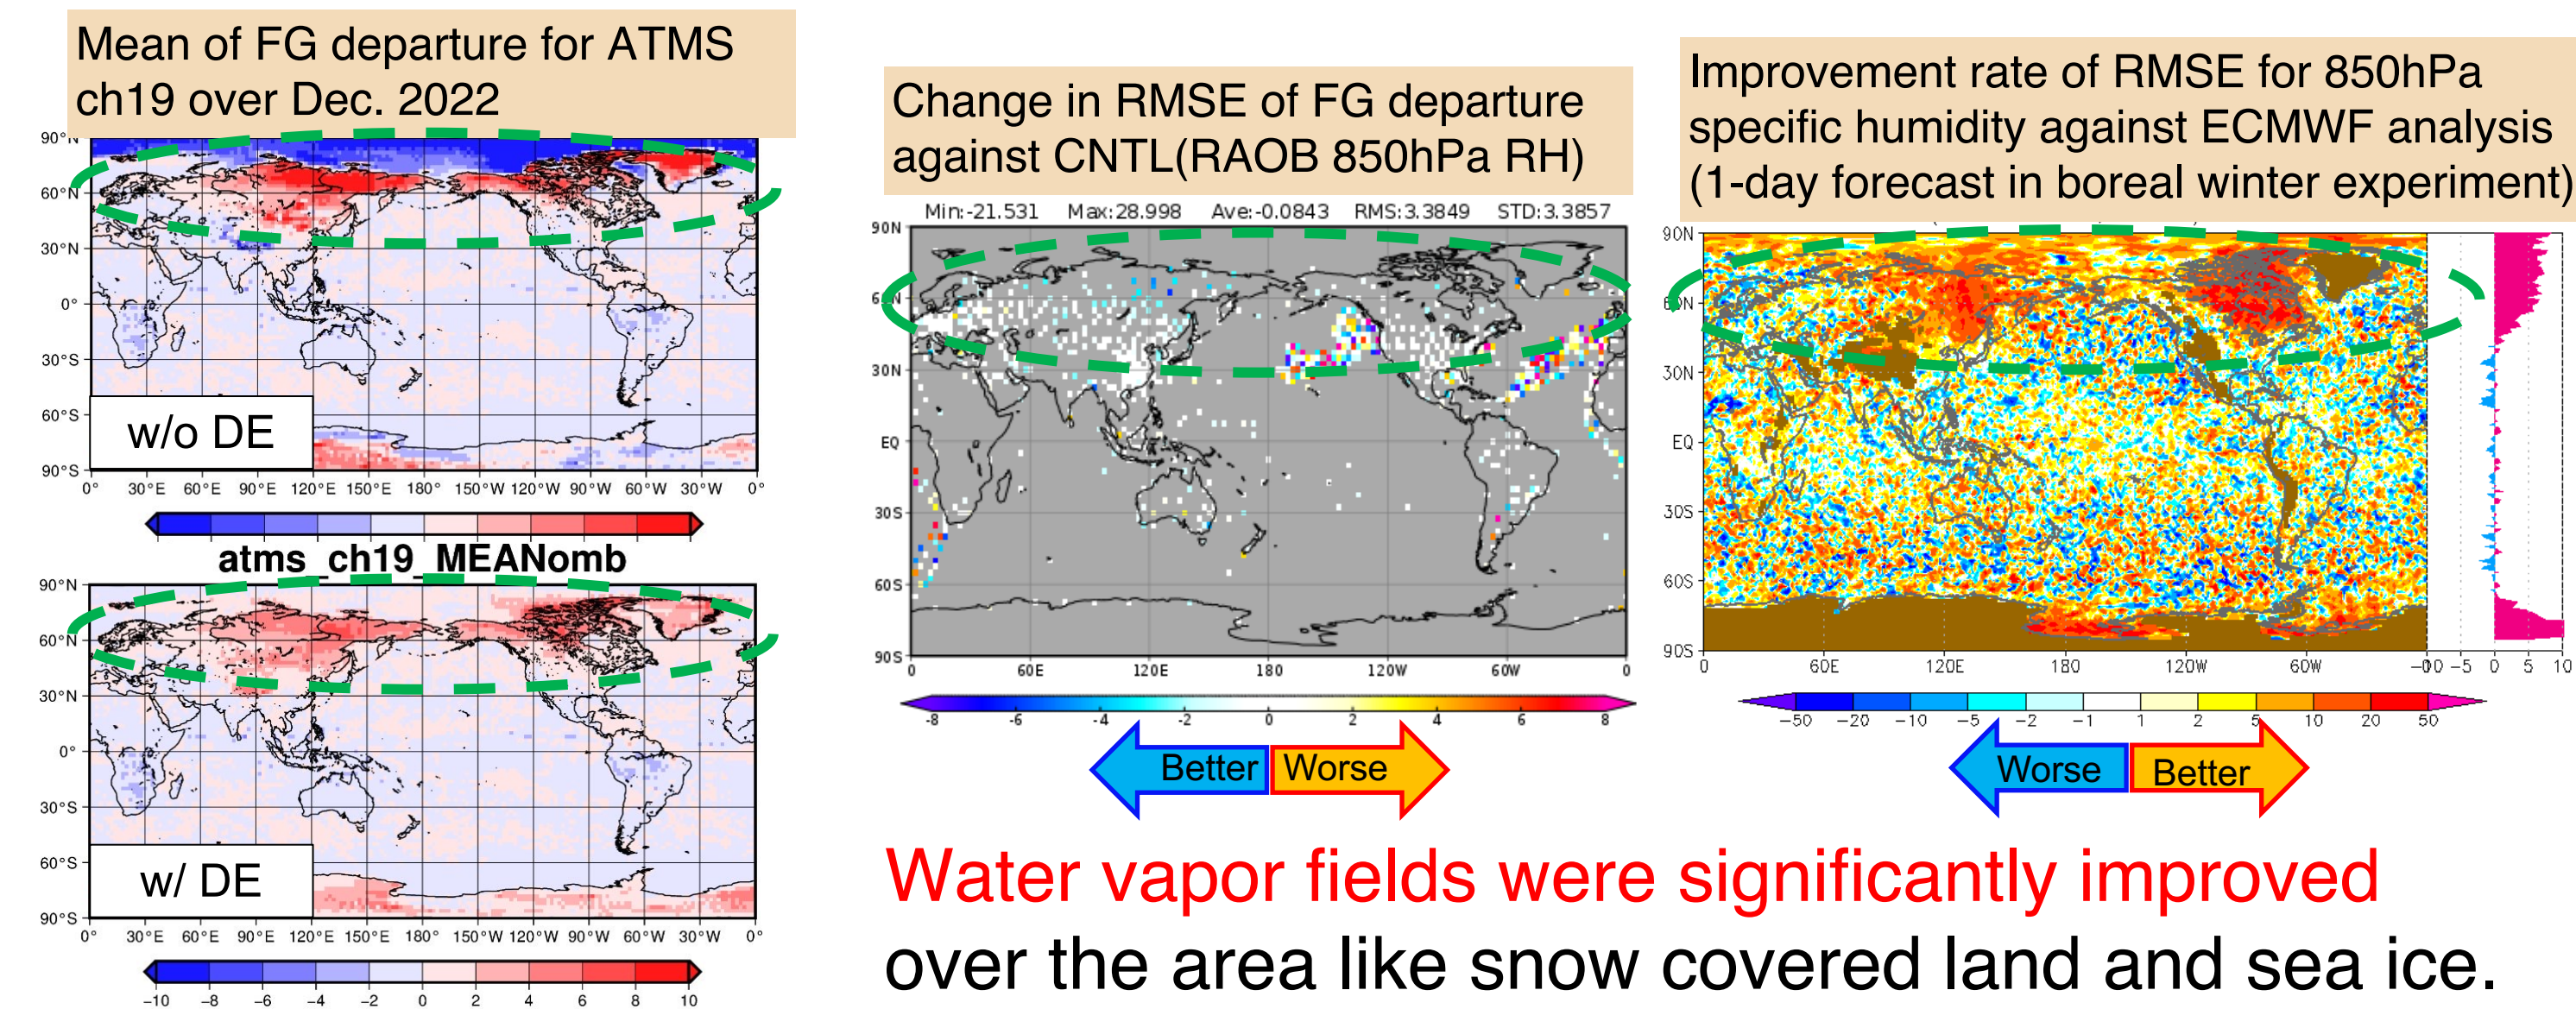 Mean of FG departure for ATMS
ch19 over Dec. 2022
90°N
60°N
30°N
0°
30°S
60°S
90°S
w/o DE
0° 30°E 60°E 90°E 120°E 150°E 180° 150°W 120°W 90°W 60°W 30°W 0°
atms_ch19_MEANomb
90°N
60°N
30°N
0°
30°S
60°S
90°S
w/ DE
0° 30°E 60°E 90°E 120°E 150°E 180° 150°W 120°W 90°W 60°W 30°W 0°
−10 −8 −6 −4 −2 0 2 4 6 8 10
Change in RMSE of FG departure
against CNTL(RAOB 850hPa RH)
Min:-21.531 Max:28.998 Ave:-0.0843 RMS:3.3849 STD:3.3857
90N
60N
30N
EQ
30S
60S
90S
0 60E 120E 180 120W 60W 0
-8 -6 -4 -2 0 2 4 6 8
Better Worse
Improvement rate of RMSE for 850hPa
specific humidity against ECMWF analysis
(1-day forecast in boreal winter experiment)
90N
60N
30N
EQ
30S
60S
90S
0 60E 120E 180 120W 60W
−5 0 5 10
−50 −20 −10 −5 −2 −1 1 2 5 10 20 50
Worse Better
Water vapor fields were significantly improved
over the area like snow covered land and sea ice.